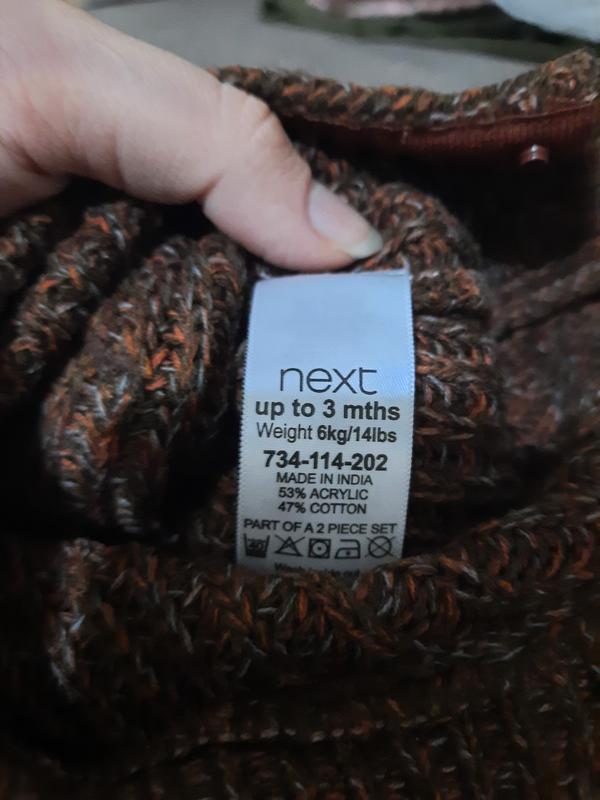 next
up to 3 mths
Weight 6kg/14lbs
734-114-202
MADE IN INDIA
53% ACRYLIC
47% COTTON
PART OF A 2 PIECE SET
40